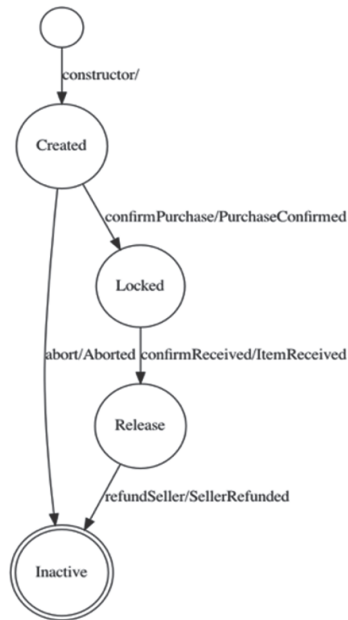 constructor/
Created
confirmPurchase/PurchaseConfirmed
Locked
abort/Aborted confirmReceived/ItemReceived
Release
refundSeller/SellerRefunded
Inactive